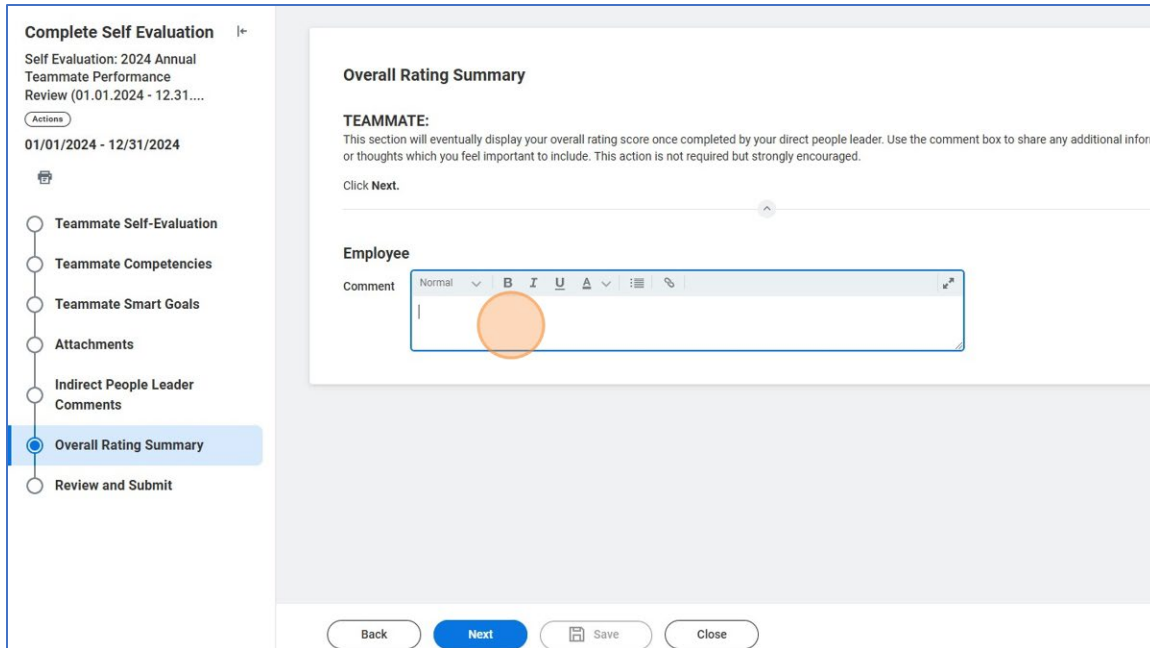 Complete Self Evaluation
Self Evaluation: 2024 Annual
Teammate Performance
Review (01.01.2024 - 12.31....
Actions
01/01/2024 - 12/31/2024
Teammate Self-Evaluation
Teammate Competencies
Teammate Smart Goals
Attachments
Indirect People Leader
Comments
Overall Rating Summary
Review and Submit
Overall Rating Summary
TEAMMATE:
This section will eventually display your overall rating score once completed by your direct people leader. Use the comment box to share any additional infor
or thoughts which you feel important to include. This action is not required but strongly encouraged.
Click Next.
Employee
Comment
Normal B I U A
Back Next Save Close